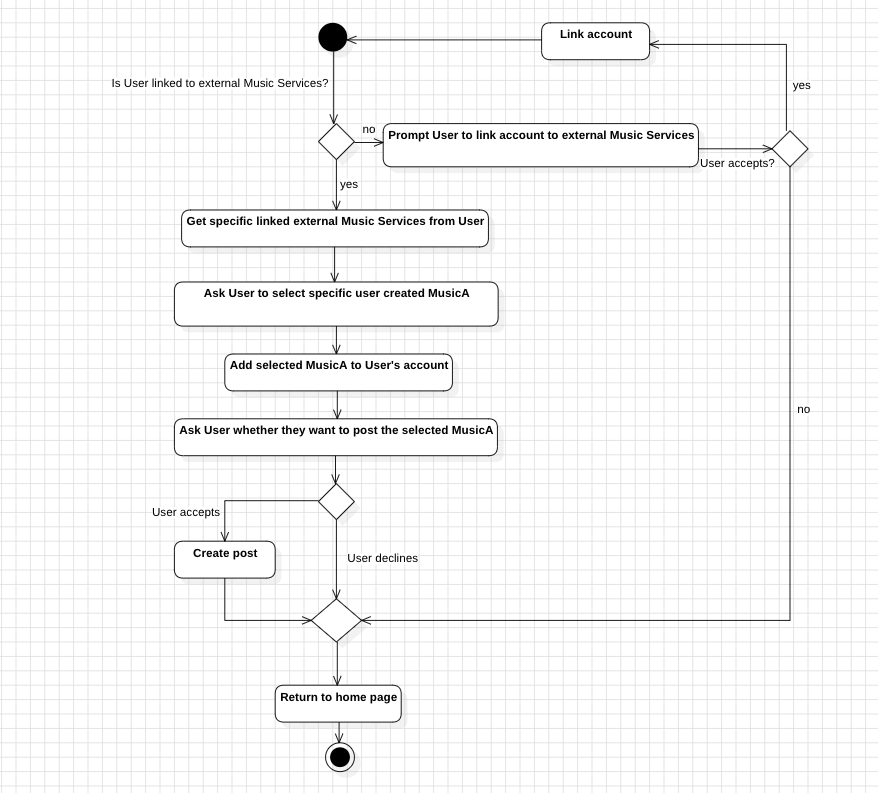 Link account
Is User linked to external Music Services?
yes
no
Prompt User to link account to external Music Services
User accepts?
yes
Get specific linked external Music Services from User
Ask User to select specific user created MusicA
Add selected MusicA to User's account
no
Ask User whether they want to post the selected MusicA
User accepts
Create post
User declines
Return to home page